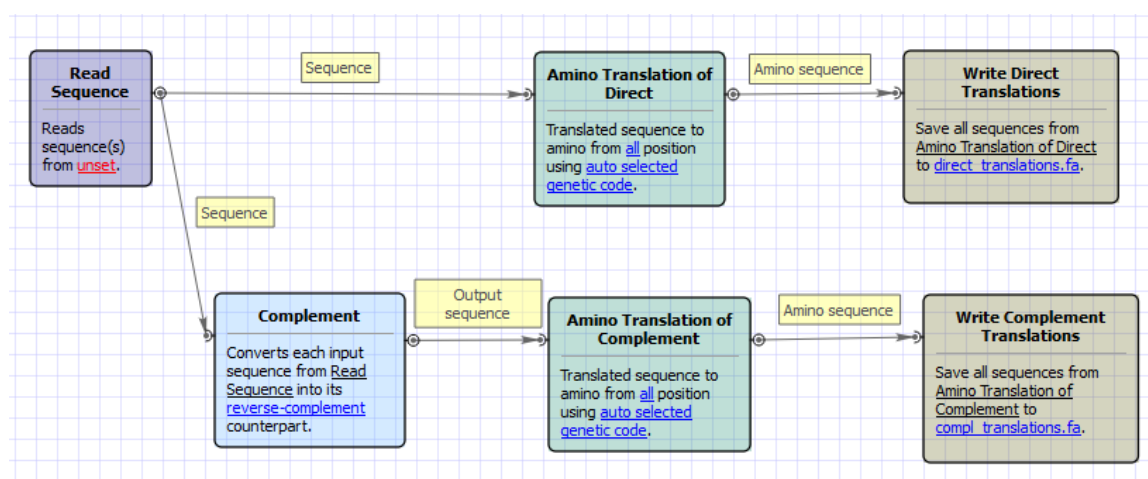 Read
Sequence
Reads
sequence(s)
from unset.
Sequence
Amino Translation of
Direct
Translated sequence to
amino from all position
using auto selected
genetic code.
Amino sequence
Write Direct
Translations
Save all sequences from
Amino Translation of Direct
to direct_translations.fa.
Sequence
Complement
Converts each input
sequence from Read
Sequence into its
reverse-complement
counterpart.
Output
sequence
Amino Translation of
Complement
Translated sequence to
amino from all position
using auto selected
genetic code.
Amino sequence
Write Complement
Translations
Save all sequences from
Amino Translation of
Complement to
compl_translations.fa.